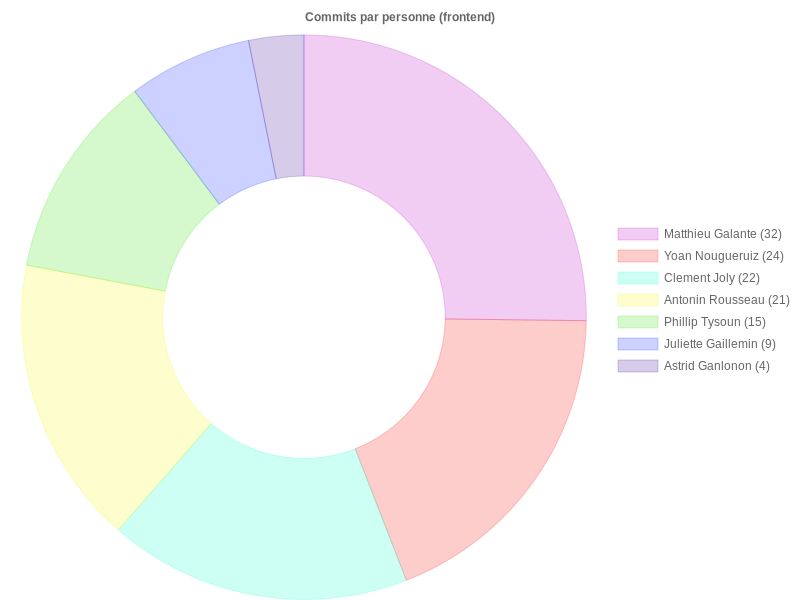 Commits par personne (frontend)
Matthieu Galante (32)
Yoan Nougueruiz (24)
Clement Joly (22)
Antonin Rousseau (21)
Phillip Tysoun (15)
Juliette Gaillemin (9)
Astrid Ganlonon (4)